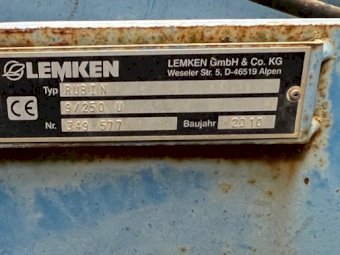 LEMKEN
LEMKEN GmbH & Co. KG
Weseler Str. 5, D-46519 Alpen
Typ RUBIN
9/250 U
CE
Nr. 349 577 Baujahr 2010